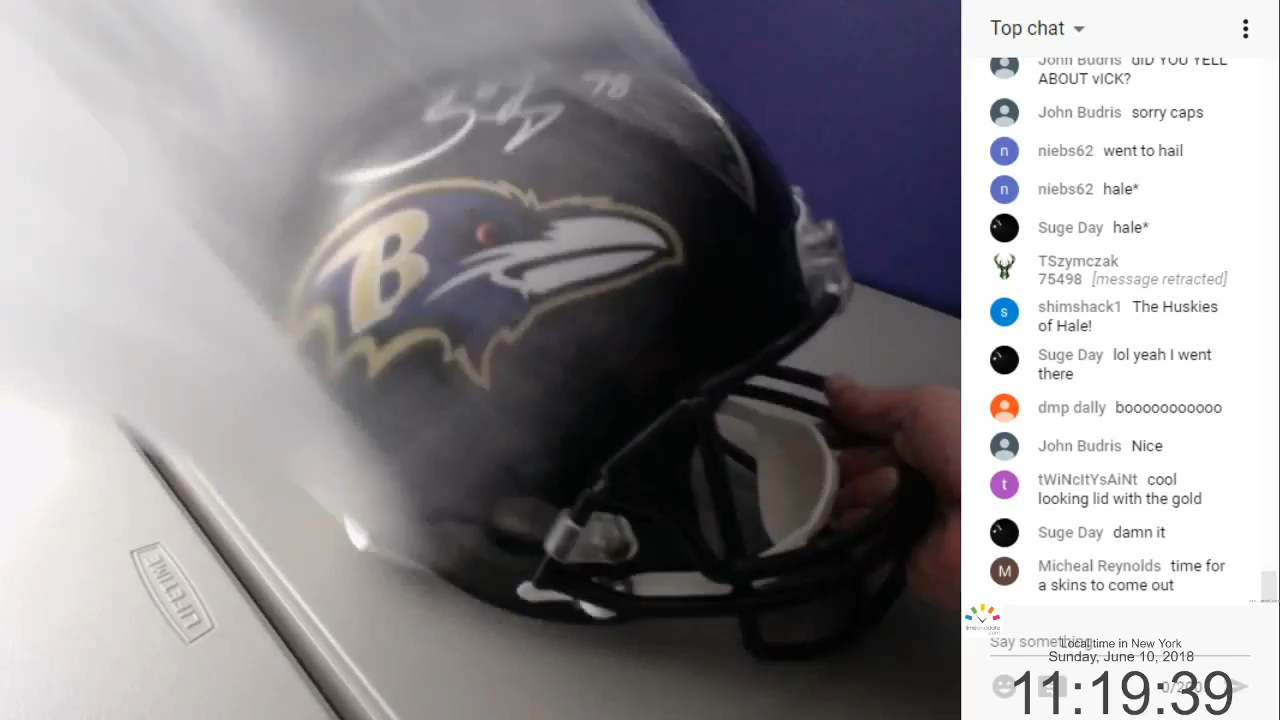 B
LIFETIME
Top chat
John Budris dID YOU YELL
ABOUT vICK?
John Budris sorry caps
n
niebs62 went to hail
n
niebs62 hale*
Suge Day hale*
TSzymczak
75498 [message retracted]
s
shimshack1 The Huskies
of Hale!
Suge Day lol yeah I went
there
dmp dally booooooooooo
John Budris Nice
t
tWiNcItYsAiNt cool
looking lid with the gold
Suge Day damn it
M
Micheal Reynolds time for
a skins to come out
Say something...
Local time in New York
Sunday, June 10, 2018
11:19:39